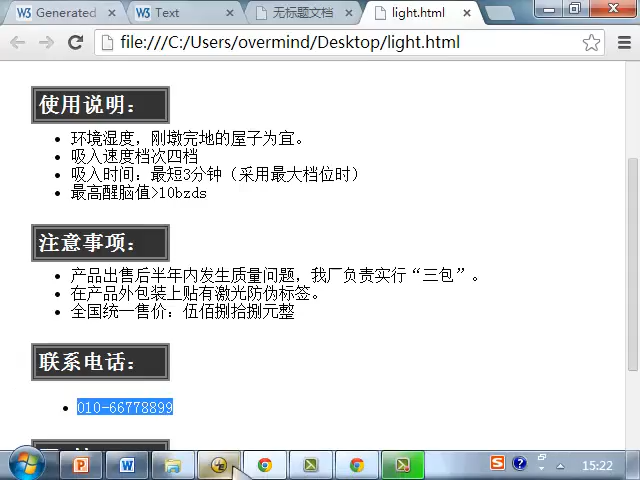 Generated
Text
无标题文档
light.html
file:///C:/Users/overmind/Desktop/light.html
使用说明：
环境湿度，刚墩完地的屋子为宜。
吸入速度档次四档
吸入时间：最短3分钟（采用最大档位时）
最高醒脑值>10bzds
注意事项：
产品出售后半年内发生质量问题，我厂负责实行“三包”。
在产品外包装上贴有激光防伪标签。
全国统一售价：伍佰捌拾捌元整
联系电话：
010-66778899
15:22